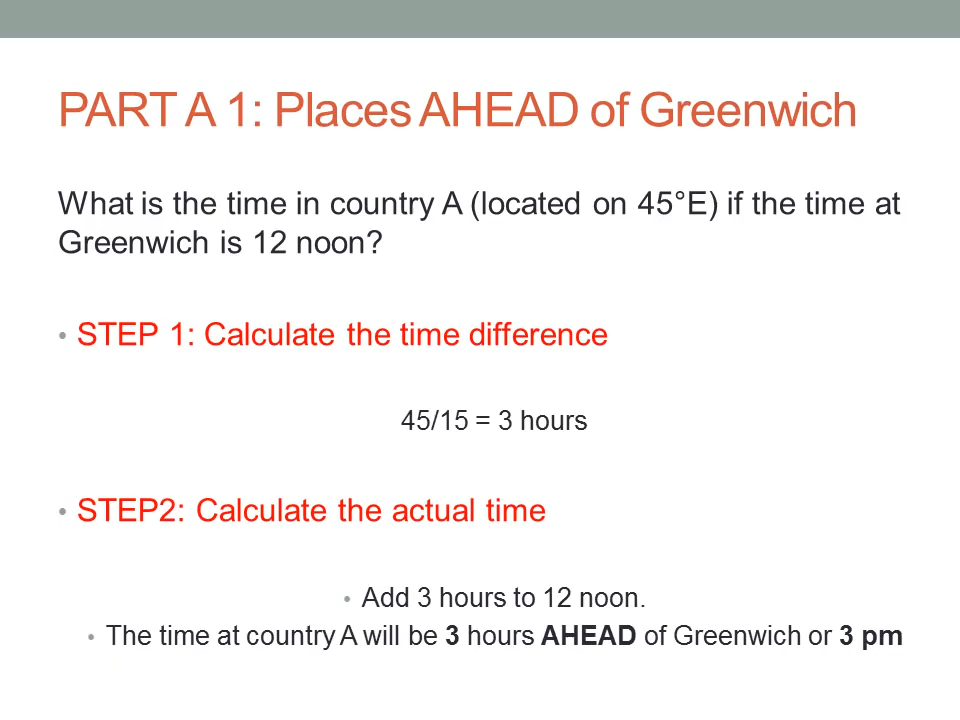 PART A 1: Places AHEAD of Greenwich
What is the time in country A (located on 45°E) if the time at
Greenwich is 12 noon?
• STEP 1: Calculate the time difference
45/15 = 3 hours
• STEP2: Calculate the actual time
• Add 3 hours to 12 noon.
• The time at country A will be 3 hours AHEAD of Greenwich or 3 pm